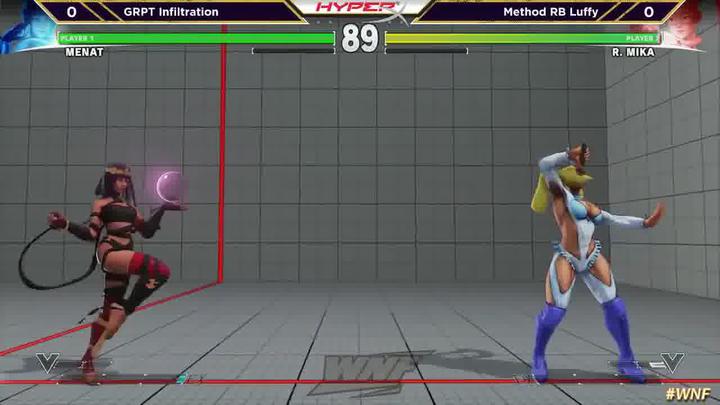 0 GRPT Infiltration HYPER Method RB Luffy 0
PLAYER 1 89 PLAYER 2
MENAT R. MIKA
WNF
#WNF